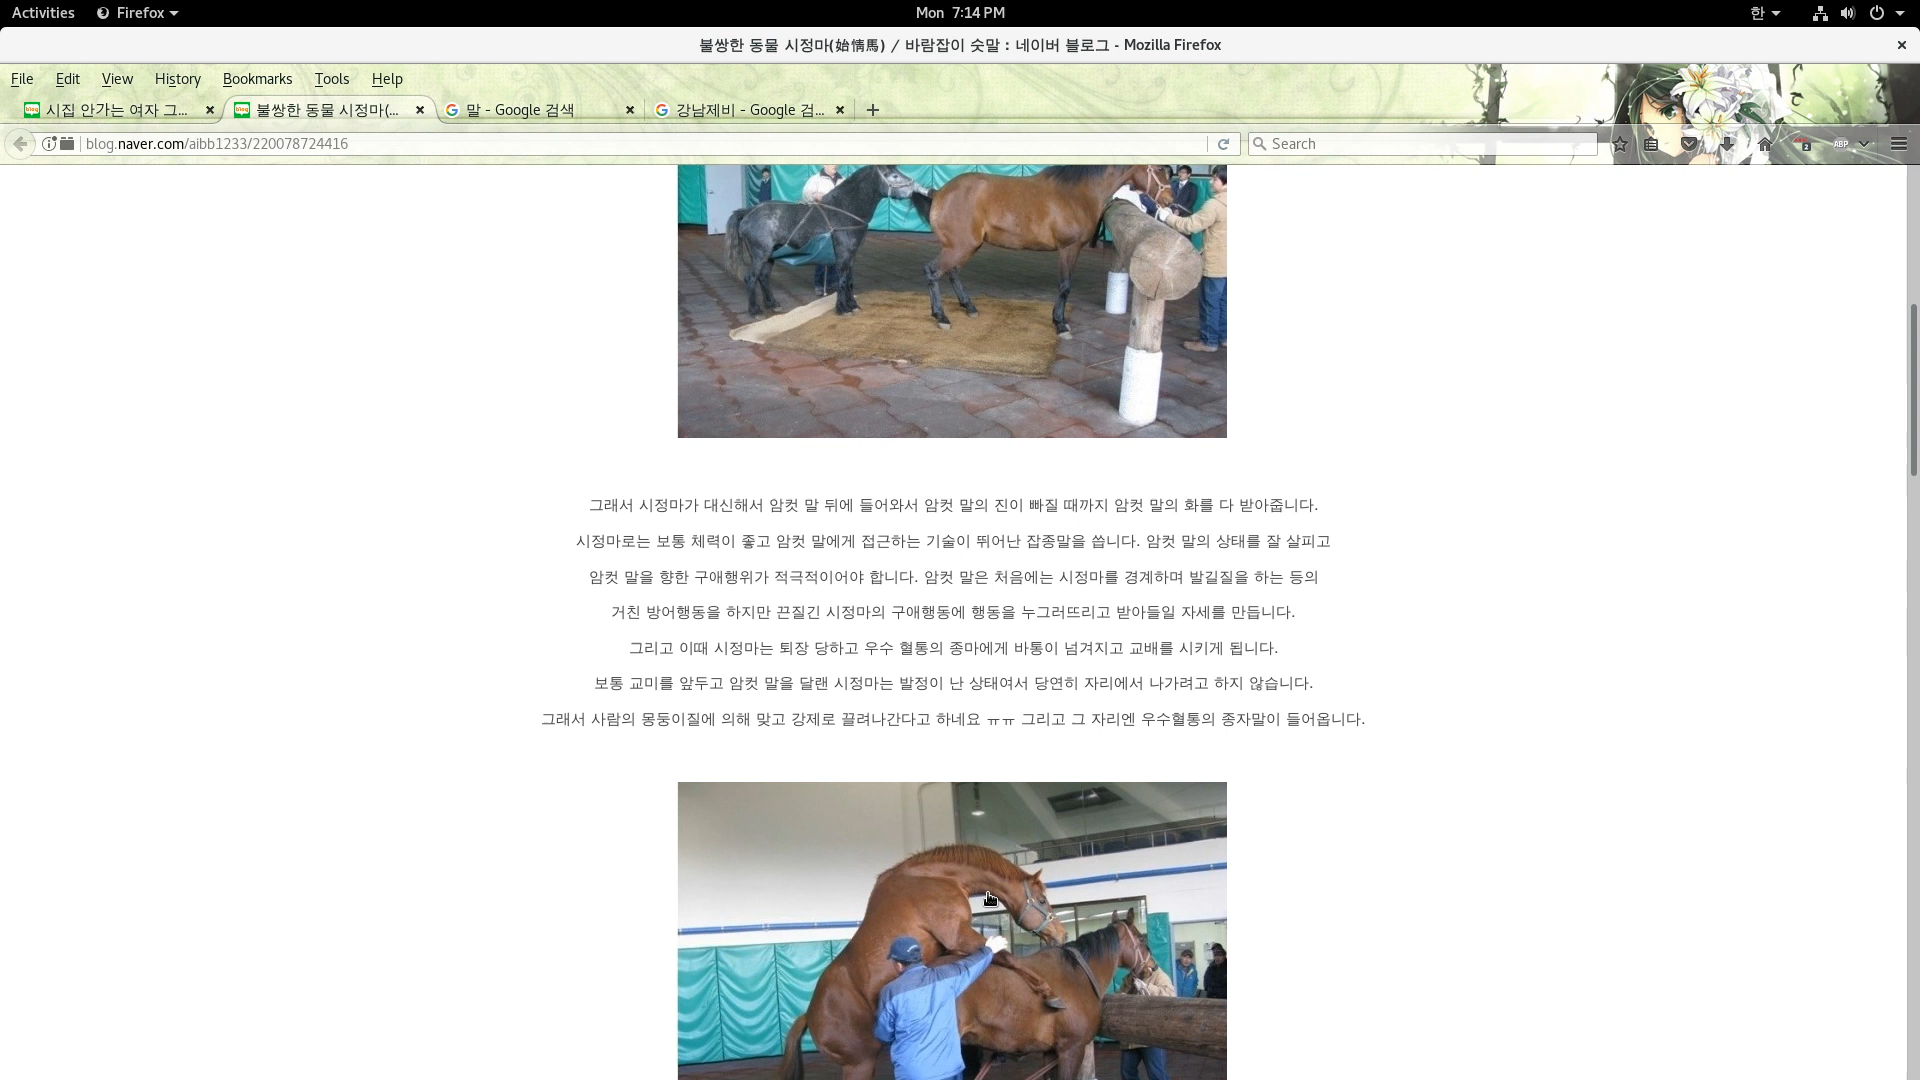 Activities Firefox Mon 7:14 PM 한
불쌍한 동물 시정마(始情馬) / 바람잡이 숫말 : 네이버 블로그 - Mozilla Firefox
File Edit View History Bookmarks Tools Help
시집 안가는 여자 그... 불쌍한 동물 시정마(... 말 - Google 검색 강남제비 - Google 검...
blog.naver.com/aibb1233/220078724416 Search 2 ABP
그래서 시정마가 대신해서 암컷 말 뒤에 들어와서 암컷 말의 진이 빠질 때까지 암컷 말의 화를 다 받아줍니다.
시정마로는 보통 체력이 좋고 암컷 말에게 접근하는 기술이 뛰어난 잡종말을 씁니다. 암컷 말의 상태를 잘 살피고
암컷 말을 향한 구애행위가 적극적이어야 합니다. 암컷 말은 처음에는 시정마를 경계하며 발길질을 하는 등의
거친 방어행동을 하지만 끈질긴 시정마의 구애행동에 행동을 누그러뜨리고 받아들일 자세를 만듭니다.
그리고 이때 시정마는 퇴장 당하고 우수 혈통의 종마에게 바통이 넘겨지고 교배를 시키게 됩니다.
보통 교미를 앞두고 암컷 말을 달랜 시정마는 발정이 난 상태여서 당연히 자리에서 나가려고 하지 않습니다.
그래서 사람의 몽둥이질에 의해 맞고 강제로 끌려나간다고 하네요 ㅠㅠ 그리고 그 자리엔 우수혈통의 종자말이 들어옵니다.